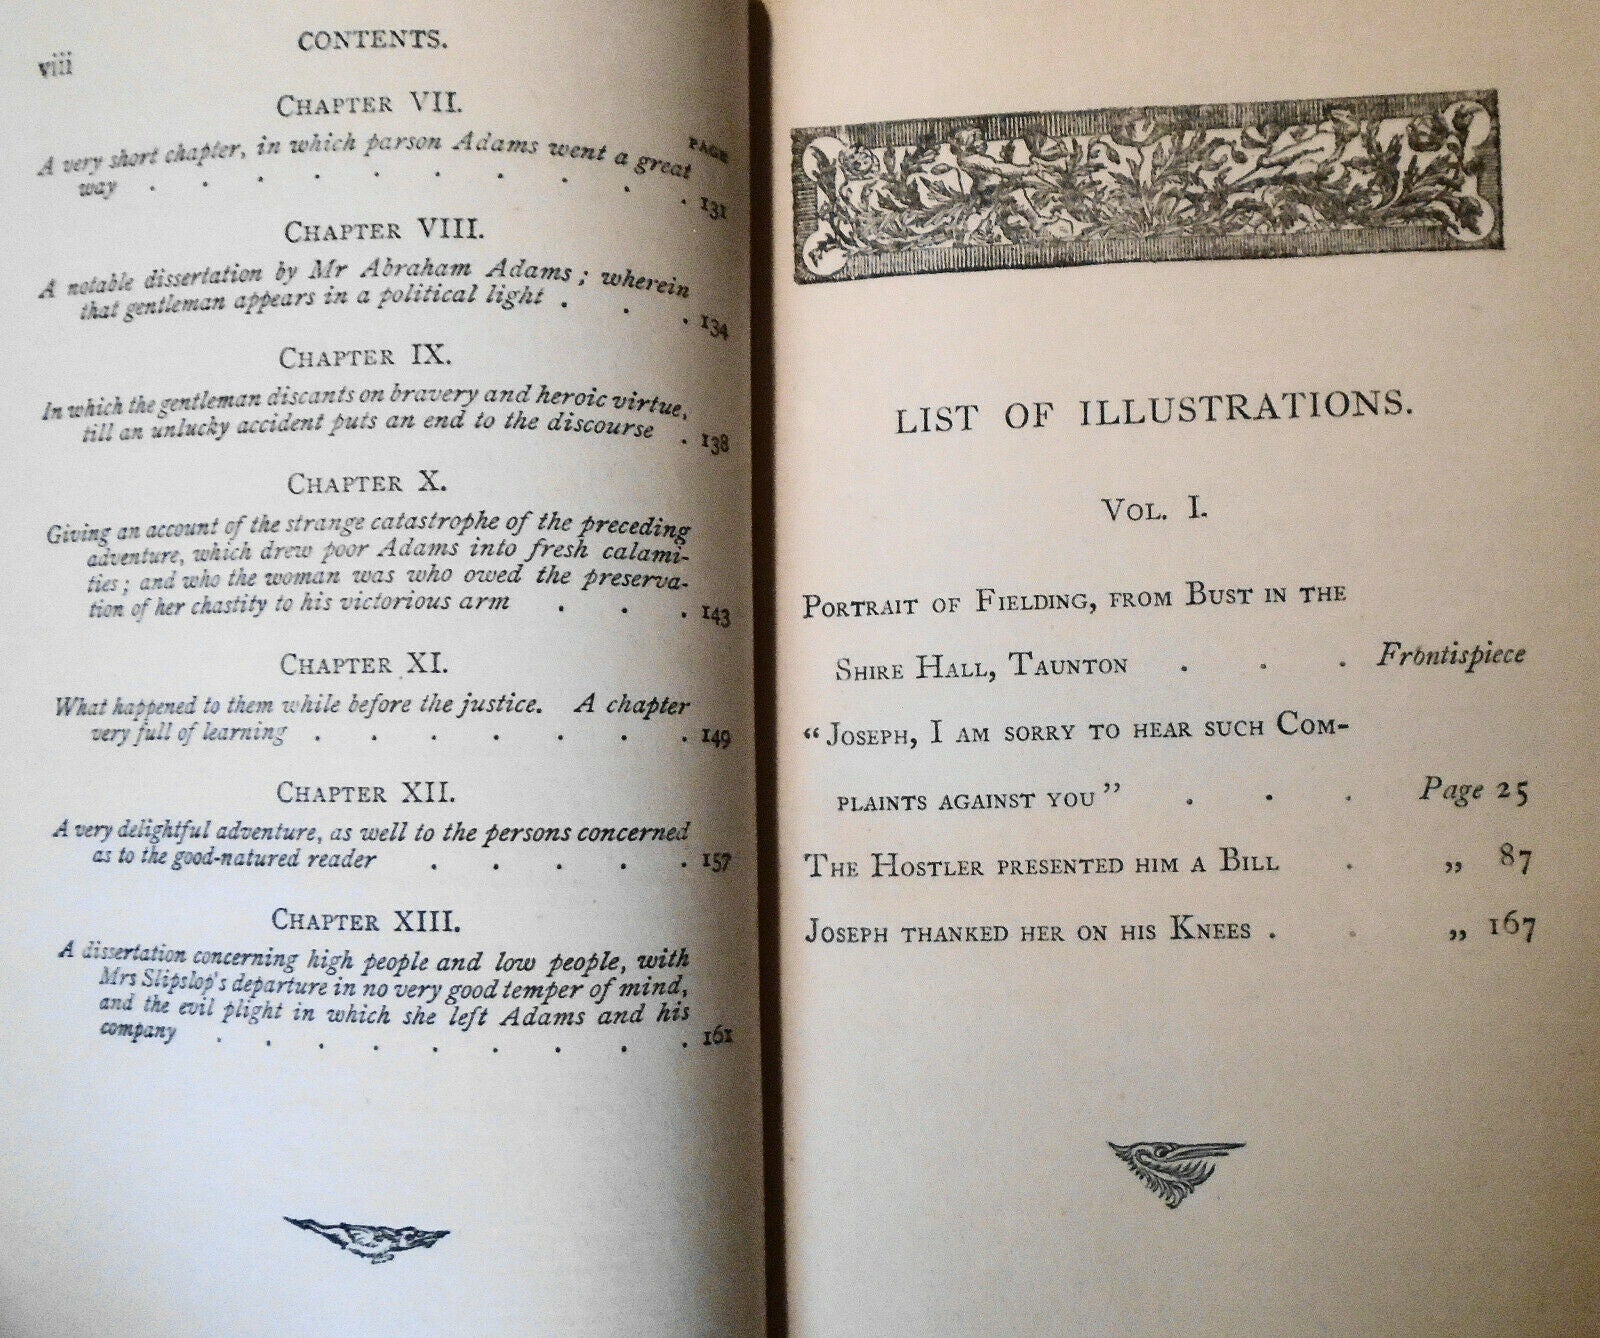 CONTENTS.
viii
CHAPTER VII.
PAGE
A very short chapter, in which parson Adams went a great
way . . . . . . . . . . 131
CHAPTER VIII.
A notable dissertation by Mr Abraham Adams ; wherein
that gentleman appears in a political light . . . 134
CHAPTER IX.
In which the gentleman discants on bravery and heroic virtue,
till an unlucky accident puts an end to the discourse . 138
CHAPTER X.
Giving an account of the strange catastrophe of the preceding
adventure, which drew poor Adams into fresh calami-
ties ; and who the woman was who owed the preserva-
tion of her chastity to his victorious arm . . . 143
CHAPTER XI.
What happened to them while before the justice. A chapter
very full of learning . . . . . . . 149
CHAPTER XII.
A very delightful adventure, as well to the persons concerned
as to the good-natured reader . . . . . 157
CHAPTER XIII.
A dissertation concerning high people and low people, with
Mrs Slipslop's departure in no very good temper of mind,
and the evil plight in which she left Adams and his
company . . . . . . . . . 161
LIST OF ILLUSTRATIONS.
VOL. I.
PORTRAIT OF FIELDING, FROM BUST IN THE
SHIRE HALL, TAUNTON . . . Frontispiece
“JOSEPH, I AM SORRY TO HEAR SUCH COM-
PLAINTS AGAINST YOU” . . . Page 25
THE HOSTLER PRESENTED HIM A BILL . ,, 87
JOSEPH THANKED HER ON HIS KNEES . . ,, 167